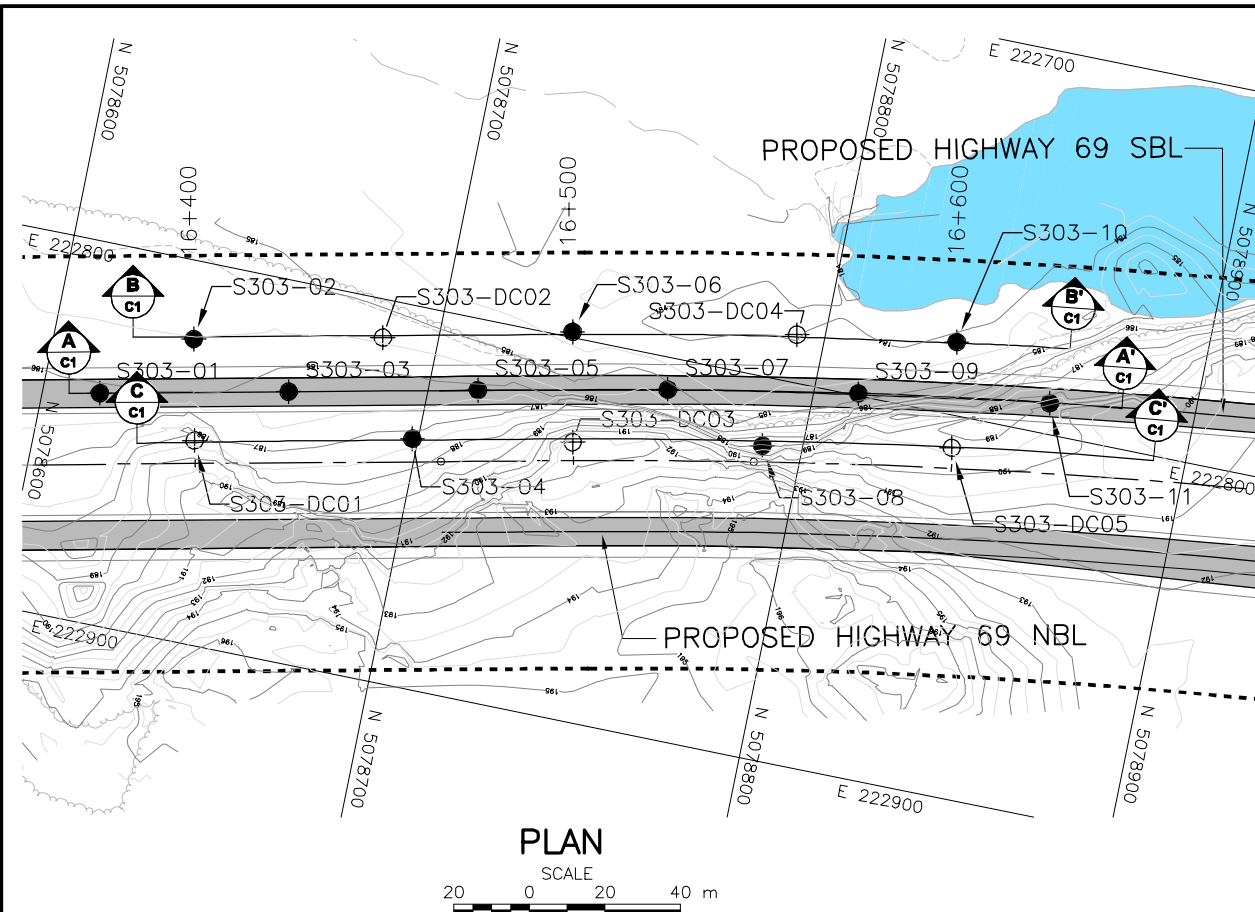 N 5078600
N 5078700
N 5078800
E 222700
PROPOSED HIGHWAY 69 SBL
16+400
16+500
16+600
E 222800
N 5078900
S303-10
B
C1
S303-02
S303-DC02
S303-06
S303-DC04
B'
C1
A
C1
S303-01
S303-03
S303-05
S303-07
S303-09
A'
C1
C
C1
C'
C1
S303-DC03
N 5078600
S303-DC01
S303-04
S303-08
S303-11
E 222800
S303-DC05
E 222900
PROPOSED HIGHWAY 69 NBL
N 5078700
N 5078800
N 5078900
E 222900
PLAN
SCALE
20 0 20 40 m